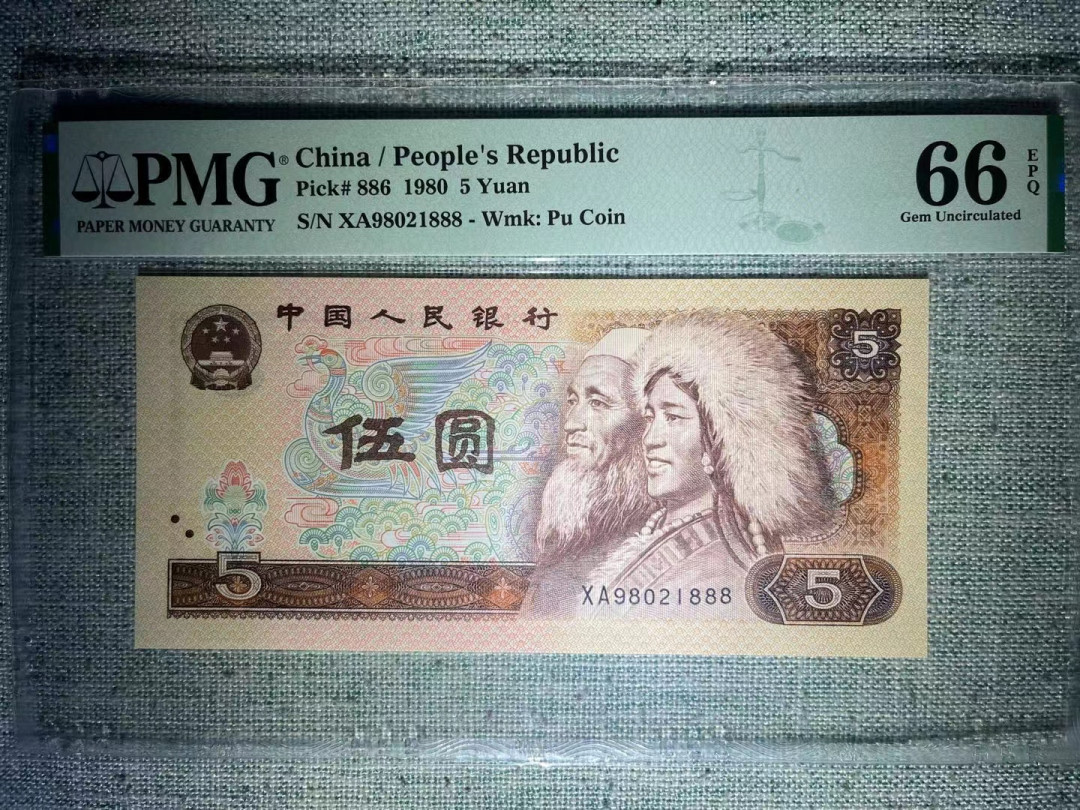 PMG®
PAPER MONEY GUARANTY
China / People's Republic
Pick# 886 1980 5 Yuan
S/N XA98021888 - Wmk: Pu Coin
66
EPQ
Gem Uncirculated
中国人民银行
5
伍圆
5
XA98021888
5